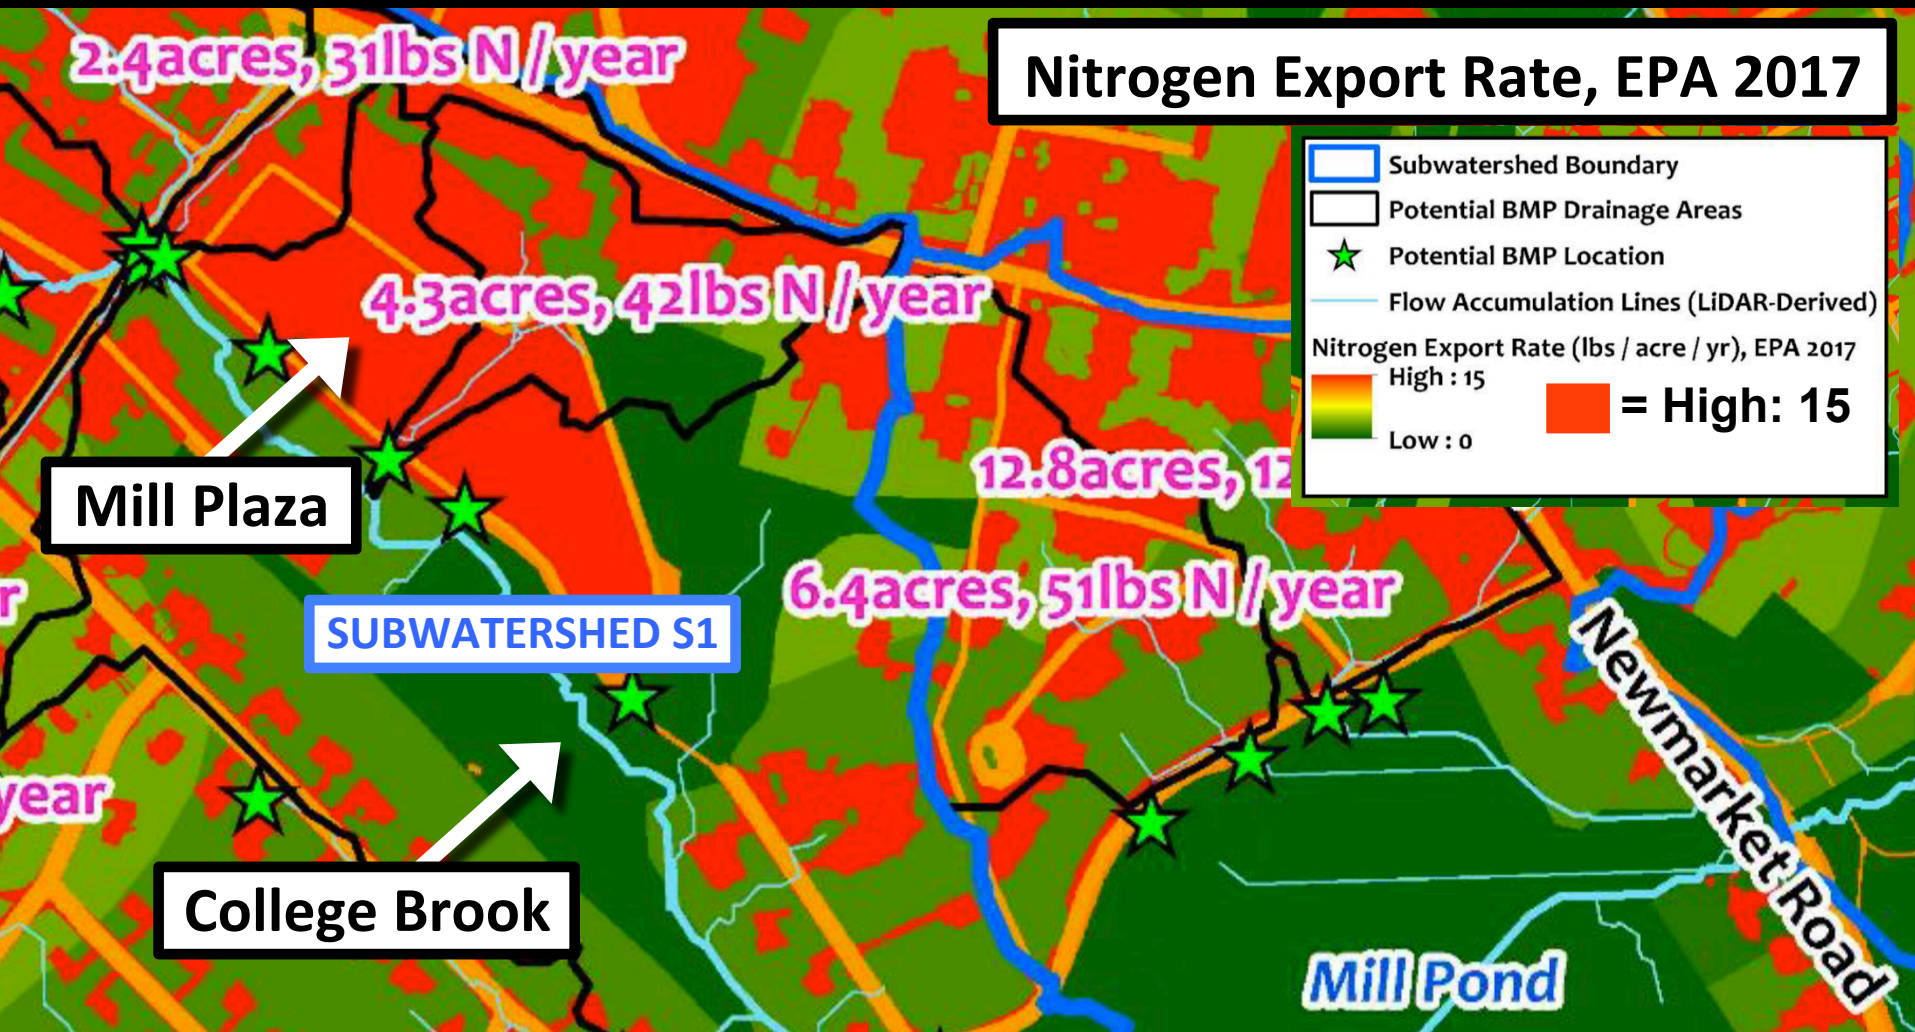 2.4acres, 31lbs N / year
Nitrogen Export Rate, EPA 2017
Subwatershed Boundary
Potential BMP Drainage Areas
Potential BMP Location
Flow Accumulation Lines (LiDAR-Derived)
Nitrogen Export Rate (lbs / acre / yr), EPA 2017
High : 15
= High: 15
Low : 0
4.3acres, 42lbs N / year
12.8acres, 12
Mill Plaza
6.4acres, 51lbs N / year
r
SUBWATERSHED S1
Newmarket Road
year
College Brook
Mill Pond